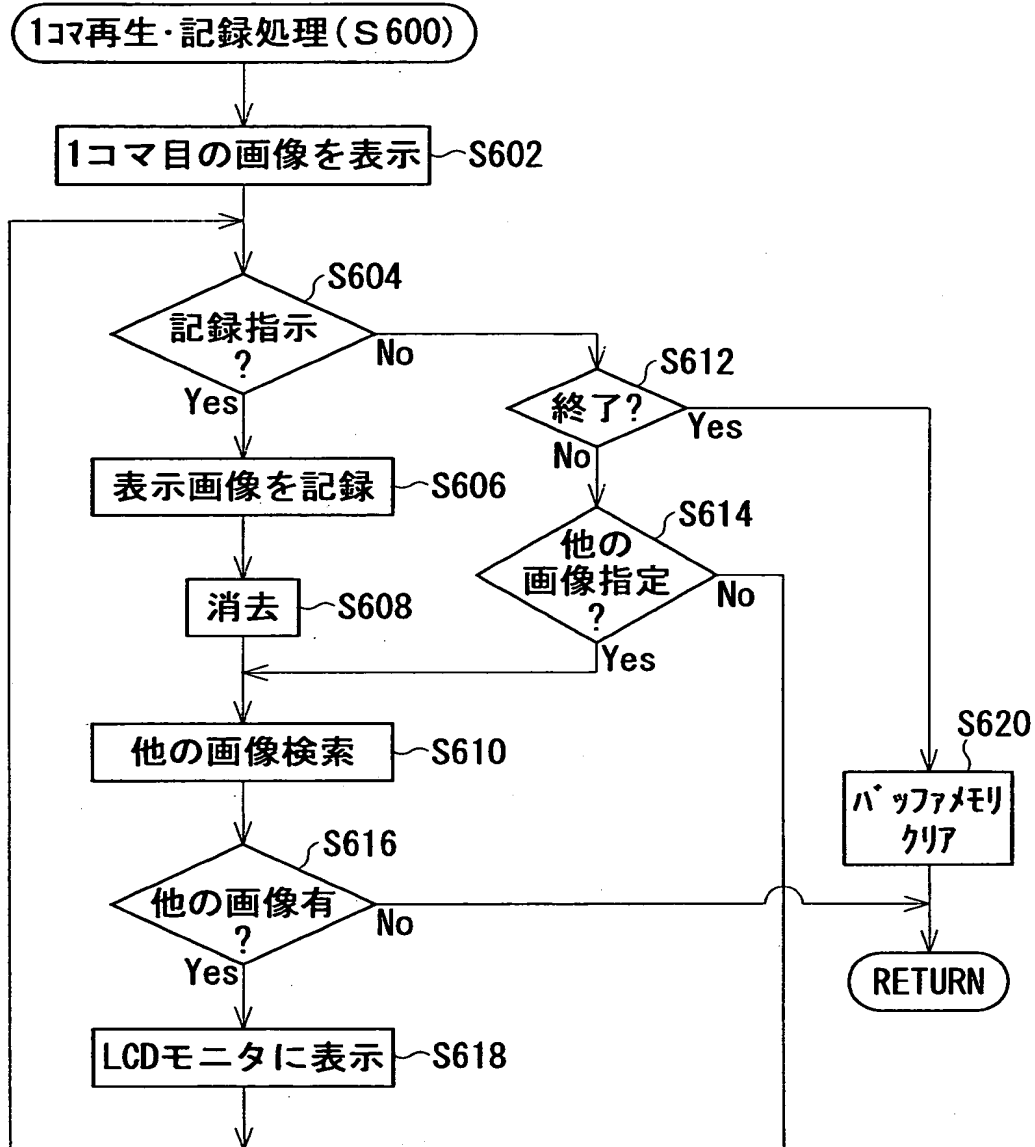 1コマ再生・記録処理(S600)
1コマ目の画像を表示
S602
S604
記録指示
?
No
Yes
S612
終了?
Yes
No
表示画像を記録
S606
S614
他の
画像指定
?
No
Yes
消去
S608
他の画像検索
S610
S620
バッファメモリ
クリア
S616
他の画像有
?
No
Yes
RETURN
LCDモニタに表示
S618